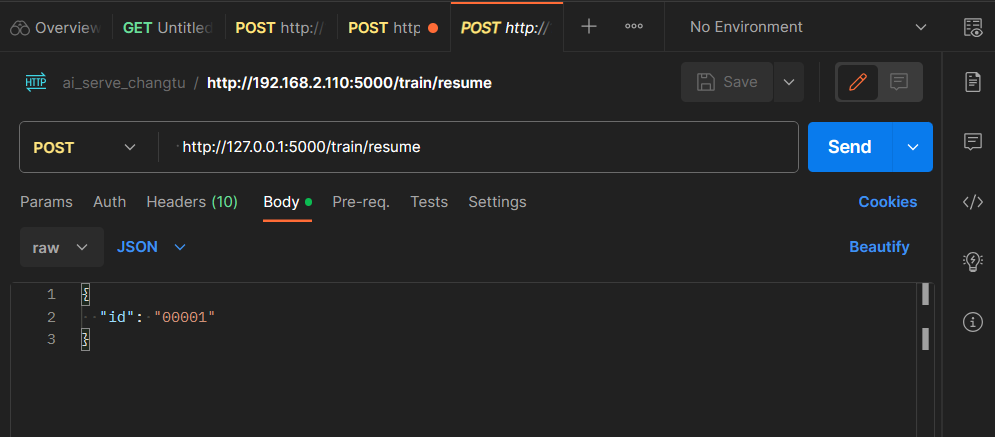 Overview GET Untitled POST http:// POST http POST http:// No Environment
HTTP ai_serve_changtu / http://192.168.2.110:5000/train/resume Save
POST http://127.0.0.1:5000/train/resume Send
Params Auth Headers (10) Body Pre-req. Tests Settings Cookies
raw JSON Beautify
1 {
2 "id": "00001"
3 }